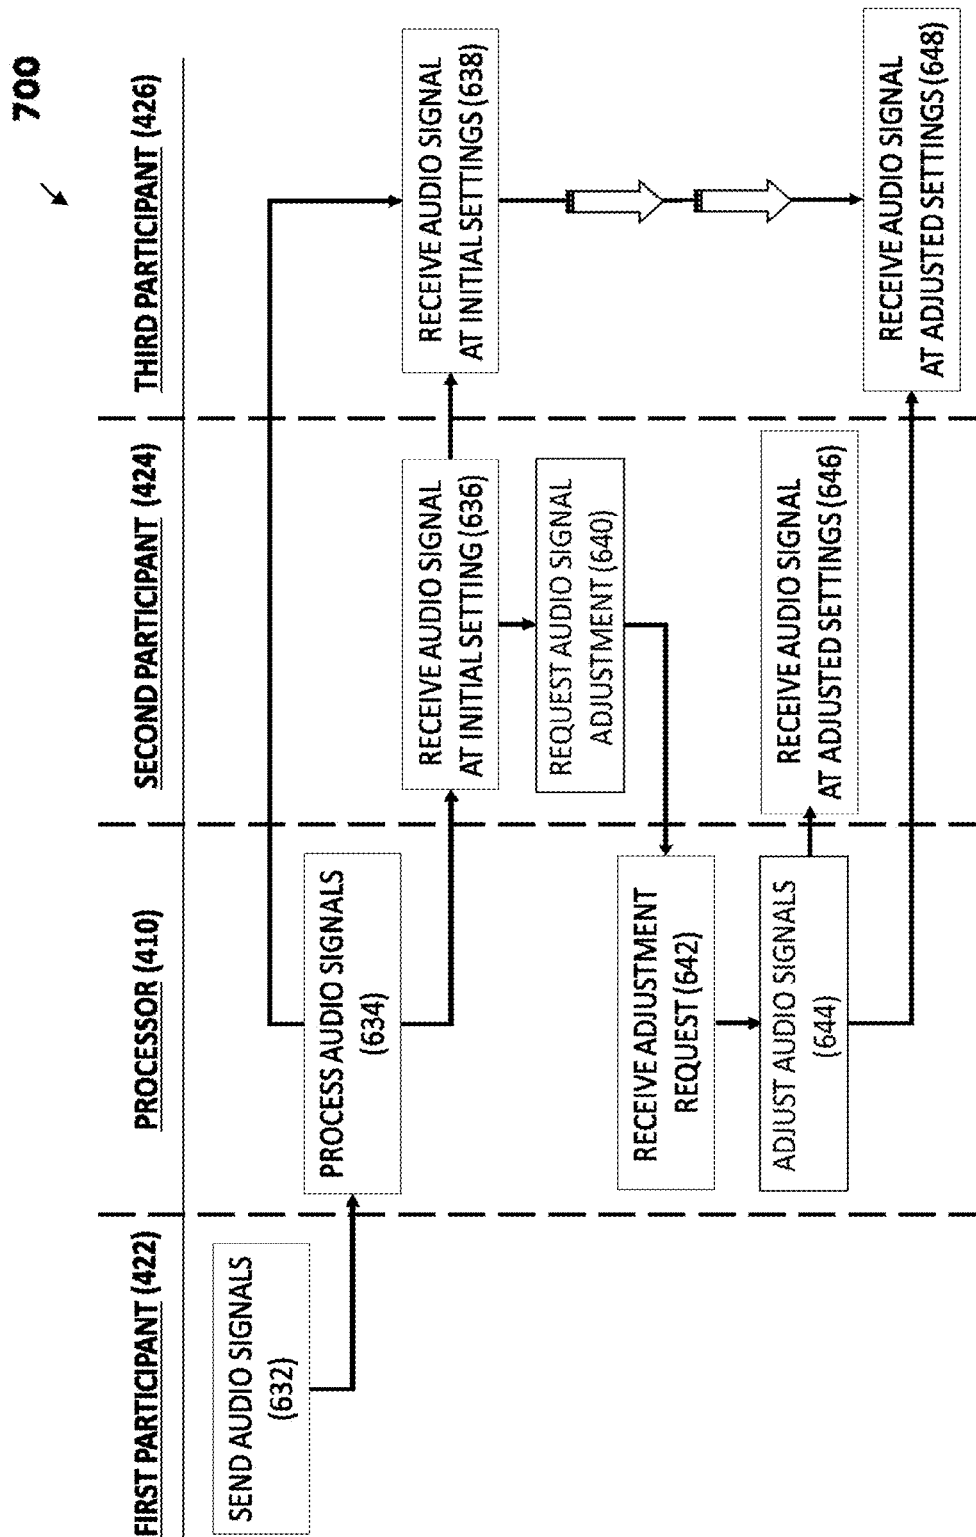 700
FIRST PARTICIPANT (422)
PROCESSOR (410)
SECOND PARTICIPANT (424)
THIRD PARTICIPANT (426)
SEND AUDIO SIGNALS
(632)
PROCESS AUDIO SIGNALS
(634)
RECEIVE AUDIO SIGNAL
AT INITIAL SETTING (636)
RECEIVE AUDIO SIGNAL
AT INITIAL SETTINGS (638)
REQUEST AUDIO SIGNAL
ADJUSTMENT (640)
RECEIVE ADJUSTMENT
REQUEST (642)
ADJUST AUDIO SIGNALS
(644)
RECEIVE AUDIO SIGNAL
AT ADJUSTED SETTINGS (646)
RECEIVE AUDIO SIGNAL
AT ADJUSTED SETTINGS (648)